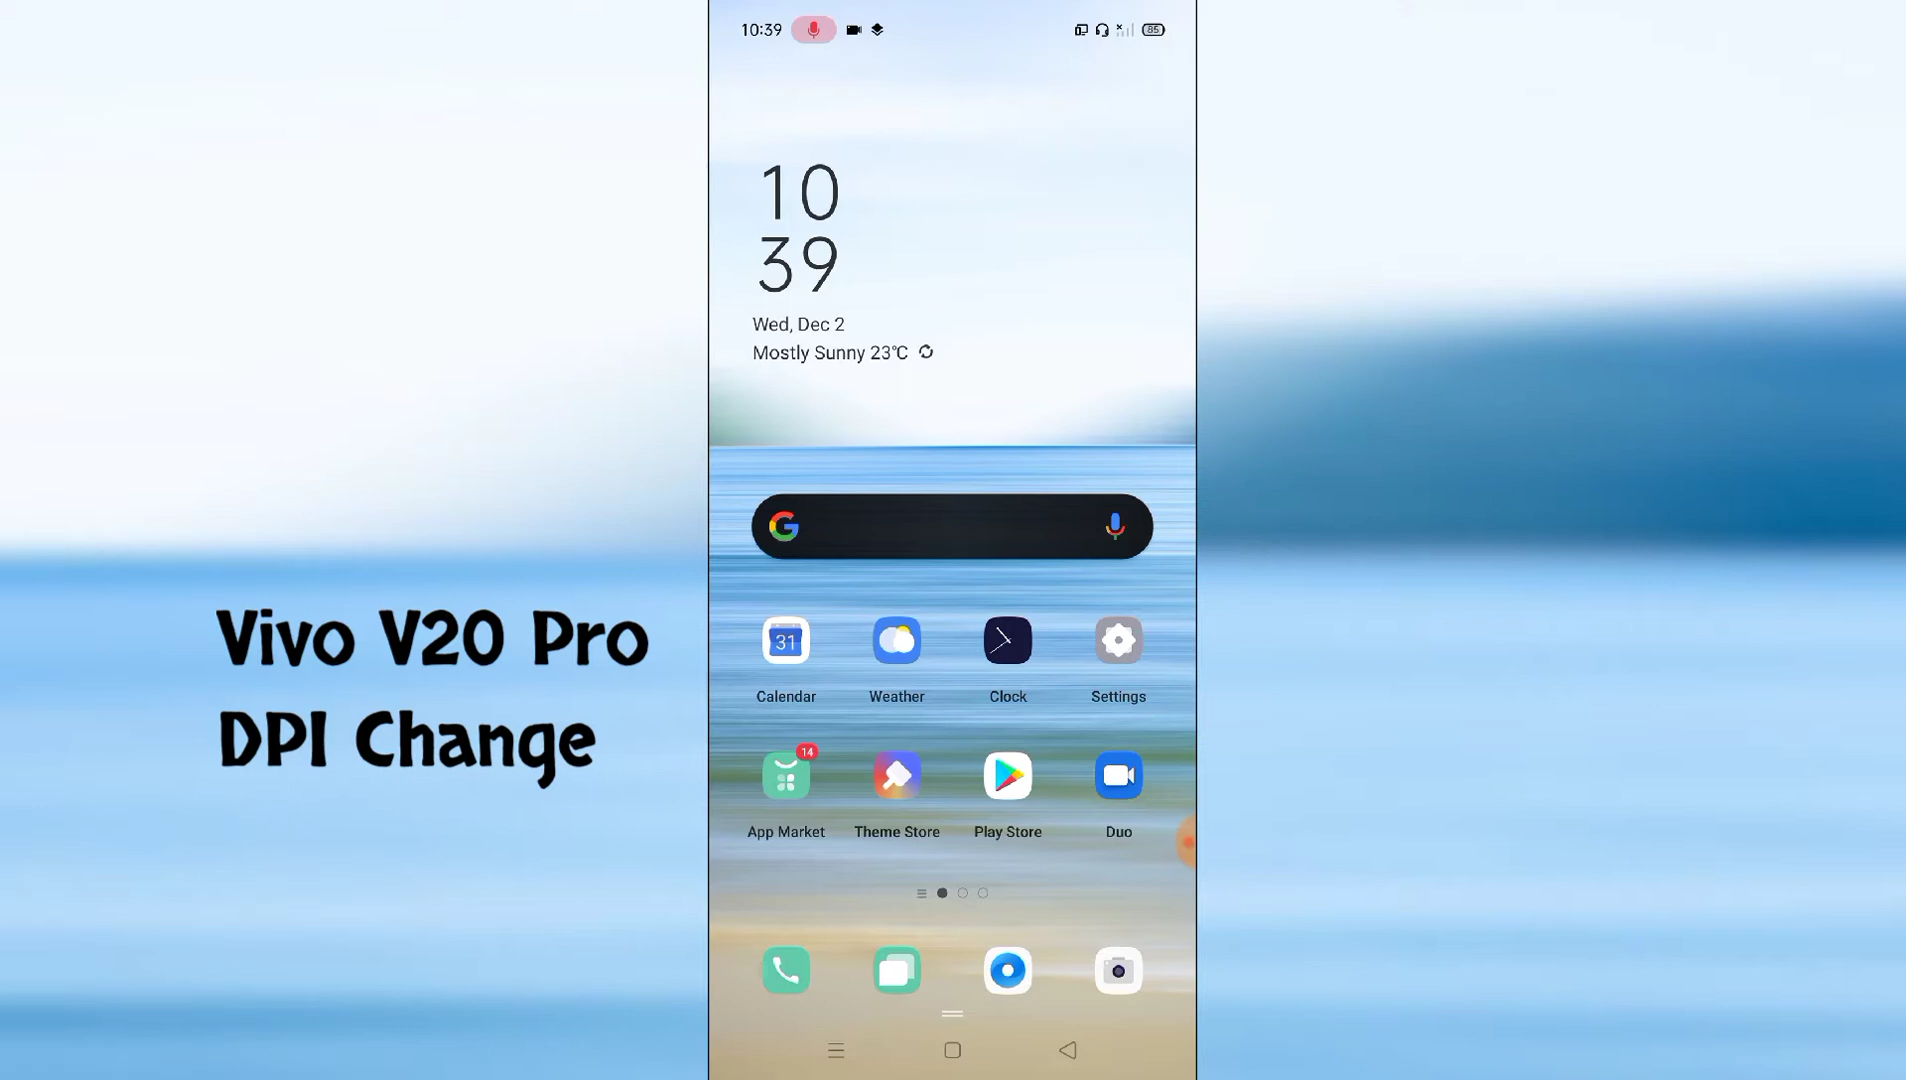 10:39
85
10
39
Wed, Dec 2
Mostly Sunny 23℃
G
31
Calendar
Weather
Clock
Settings
14
App Market
Theme Store
Play Store
Duo
Vivo V20 Pro
DPI Change